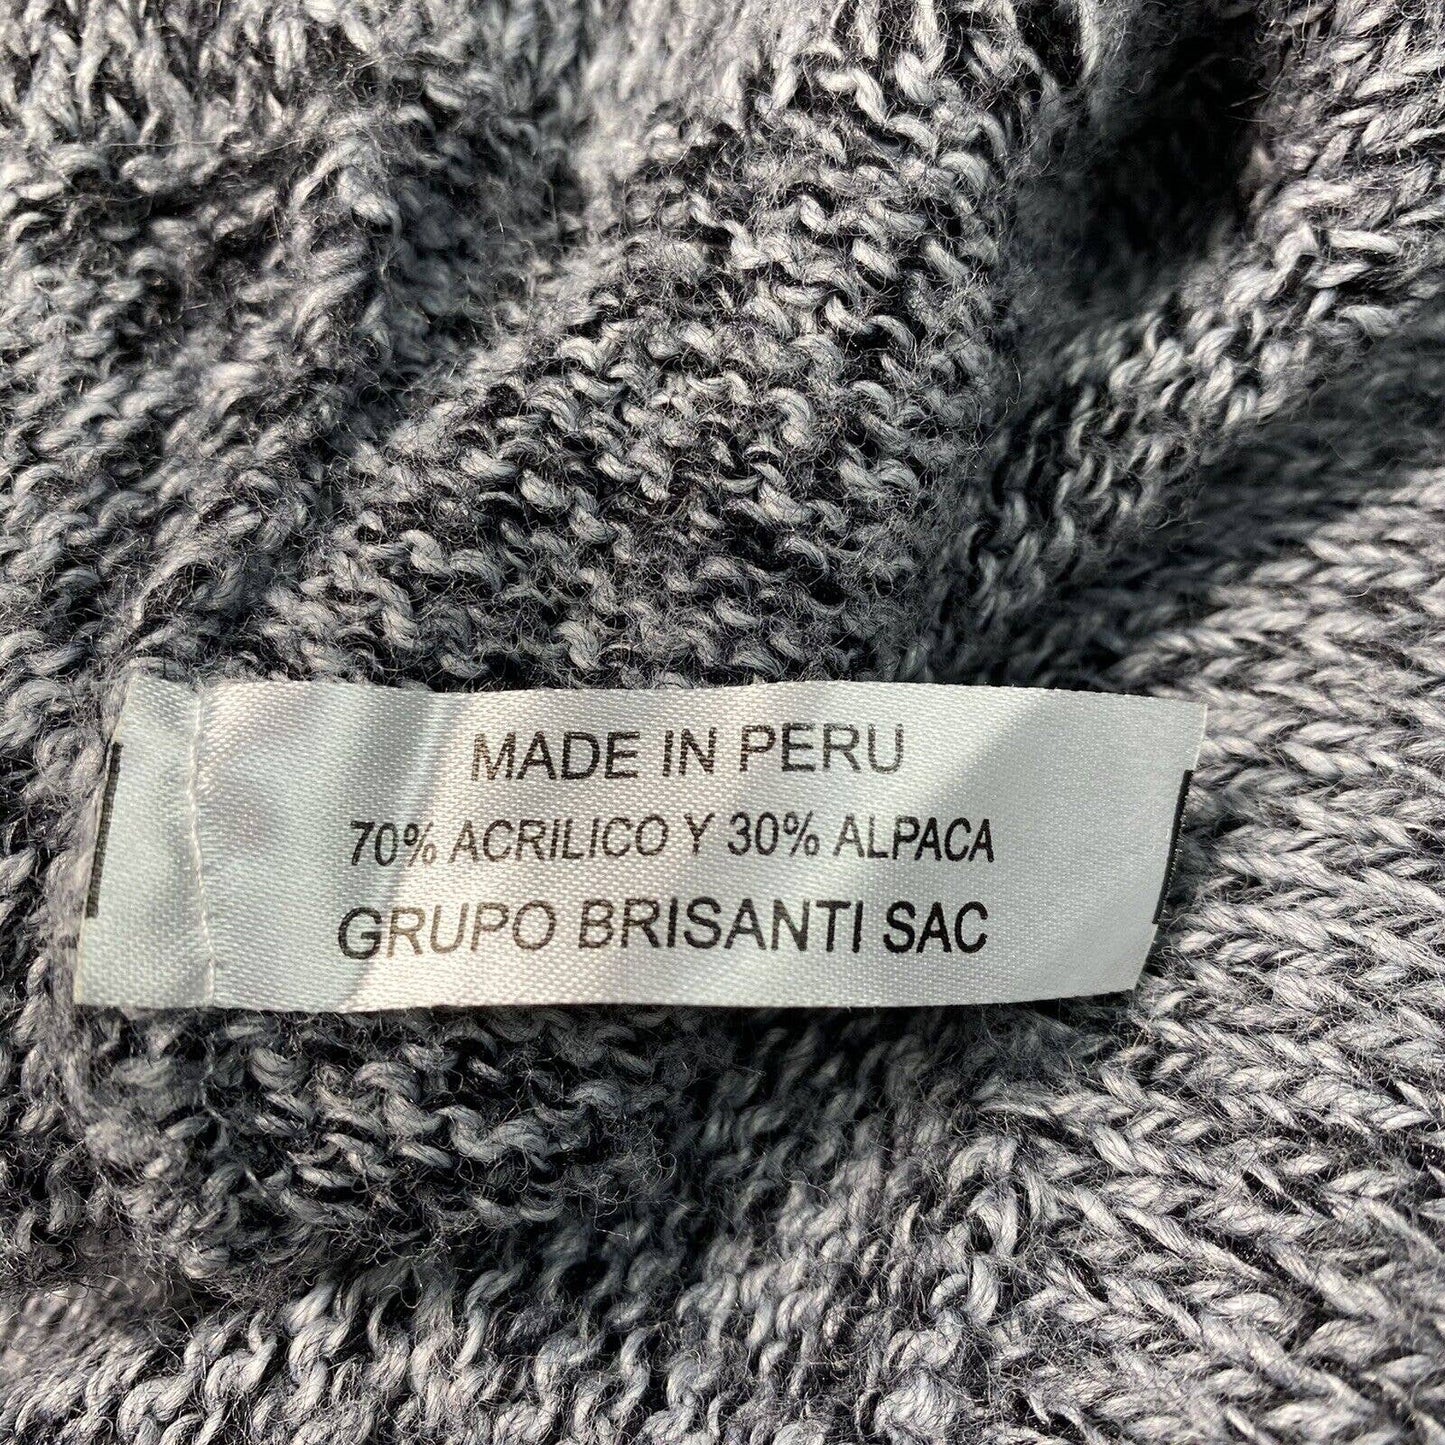 MADE IN PERU
70% ACRILICO Y 30% ALPACA
GRUPO BRISANTI SAC